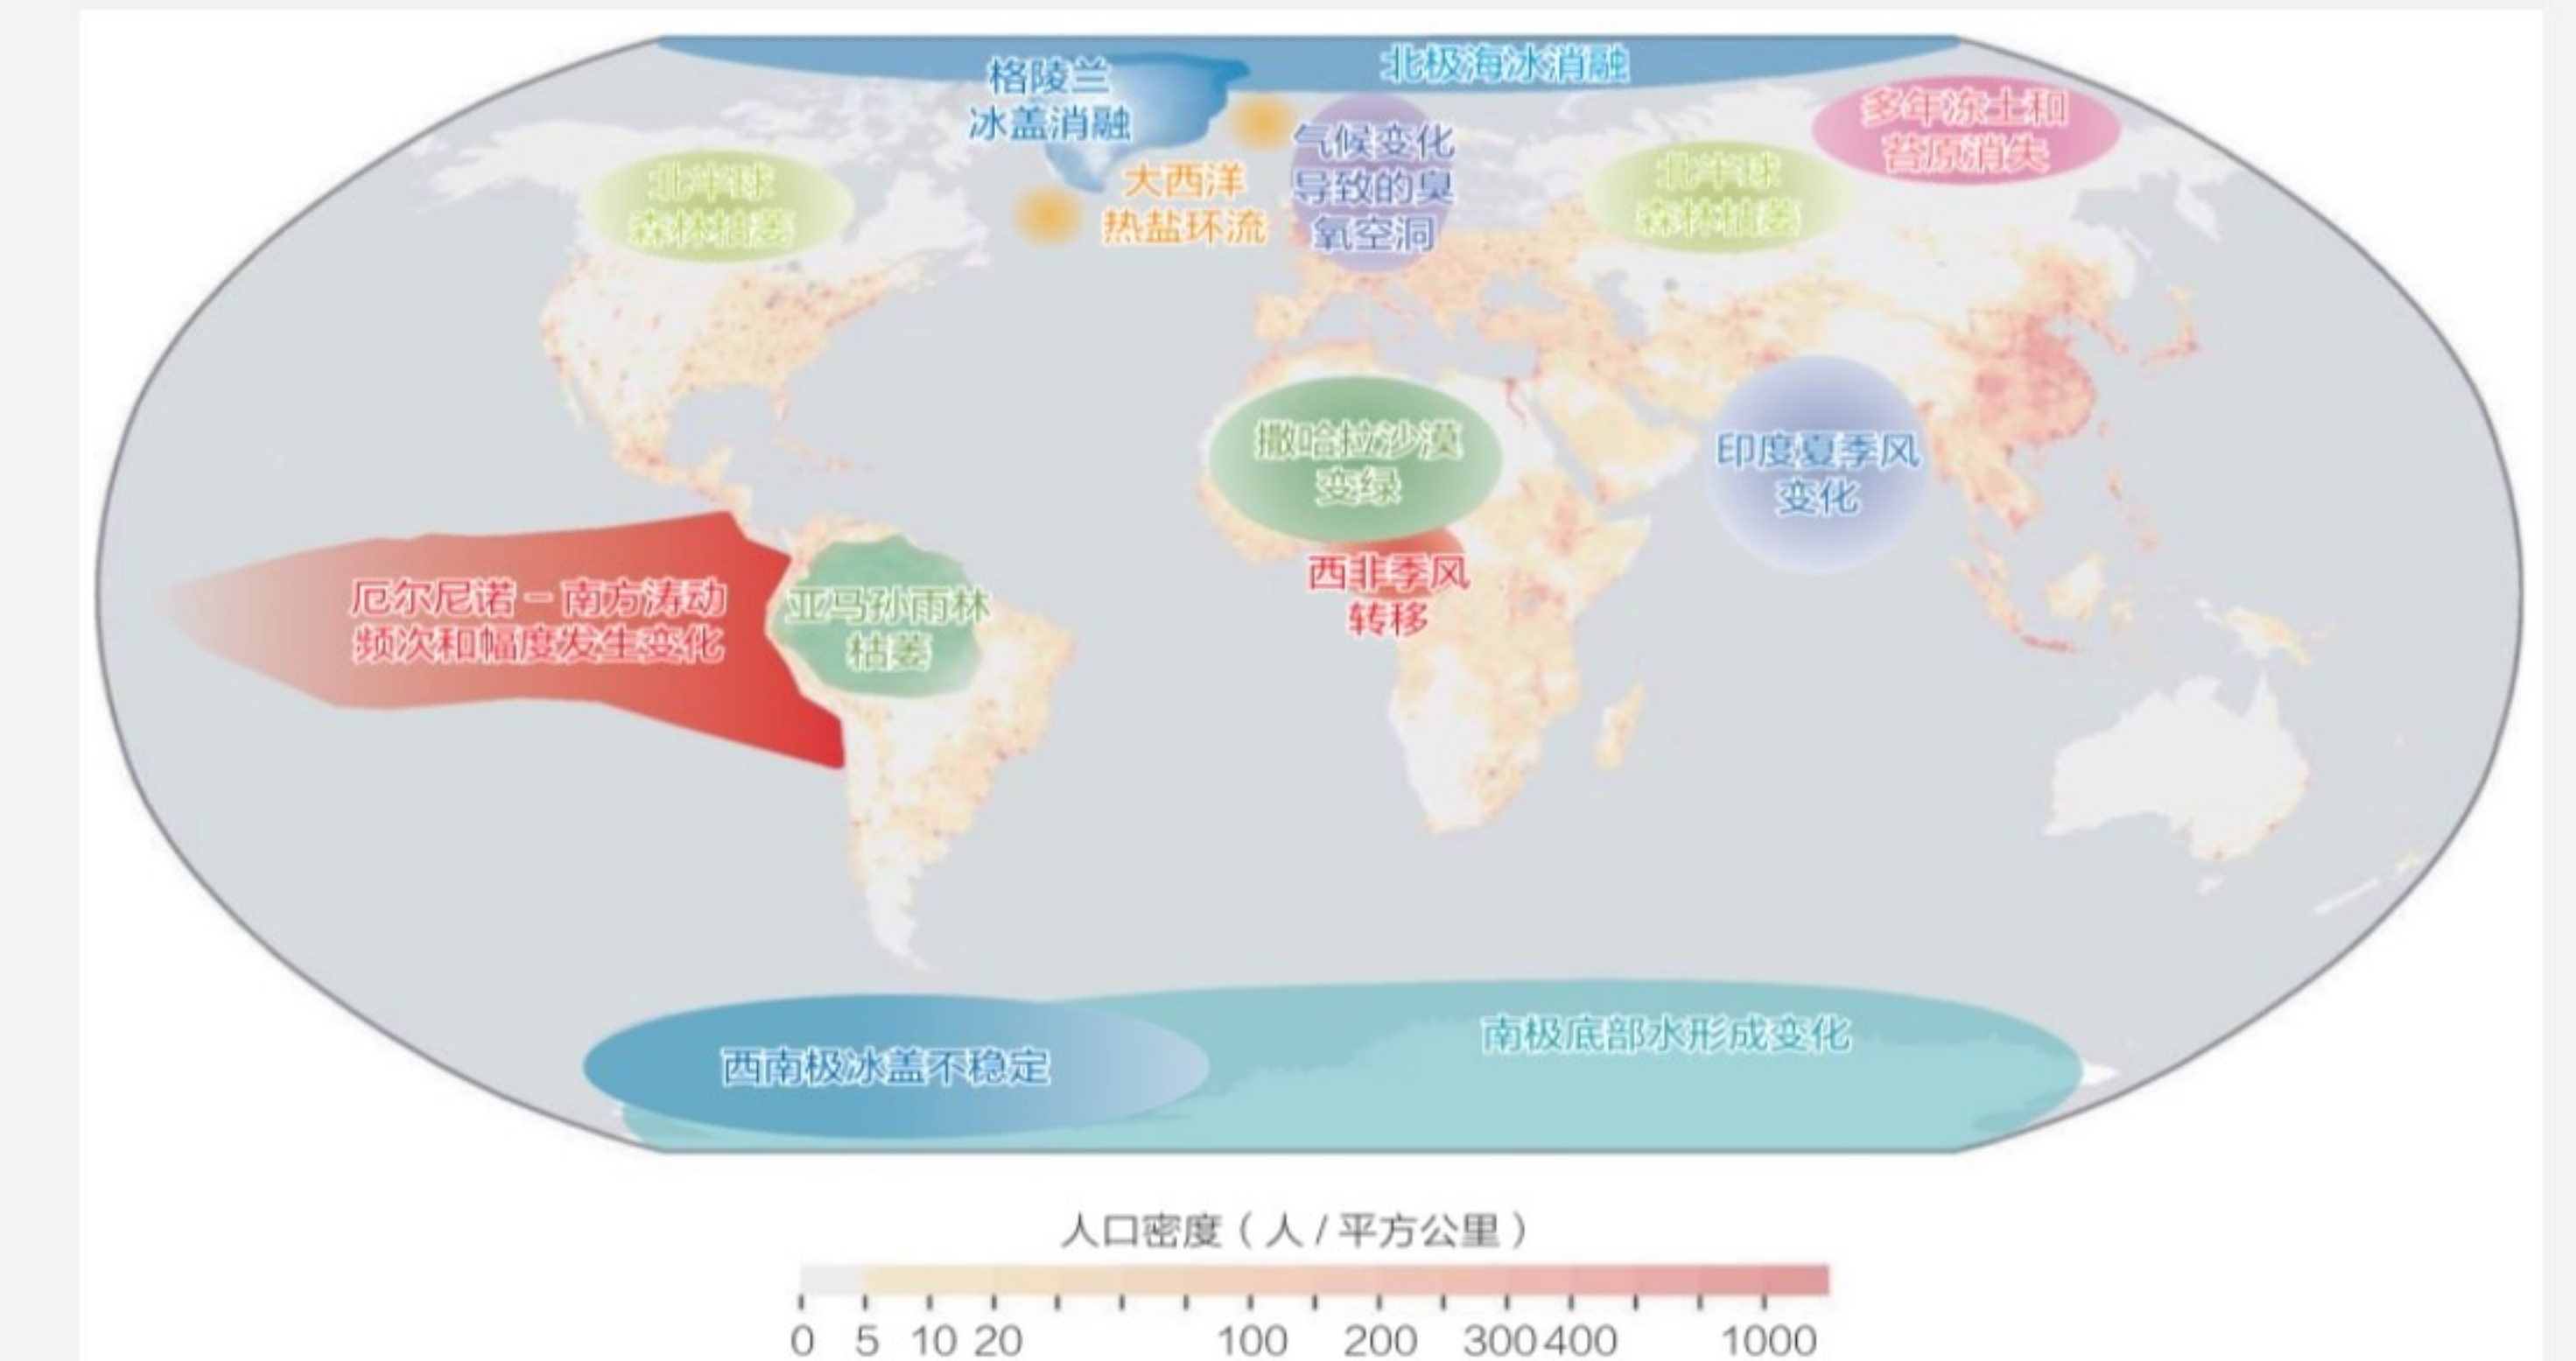 北极海冰消融
格陵兰
冰盖消融
多年冻土和
苔原消失
气候变化
导致的臭
氧空洞
北半球
森林枯萎
大西洋
热盐环流
北半球
森林枯萎
撒哈拉沙漠
变绿
印度夏季风
变化
西非季风
转移
厄尔尼诺－南方涛动
频次和幅度发生变化
亚马孙雨林
枯萎
南极底部水形成变化
西南极冰盖不稳定
人口密度（人/平方公里）
0 5 10 20 100 200 300 400 1000